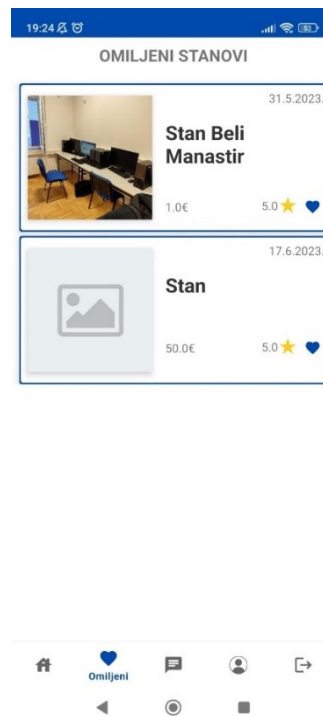 19:24
OMILJENI STANOVI
31.5.2023.
Stan Beli
Manastir
1.0€
5.0
17.6.2023.
Stan
50.0€
5.0
Omiljeni